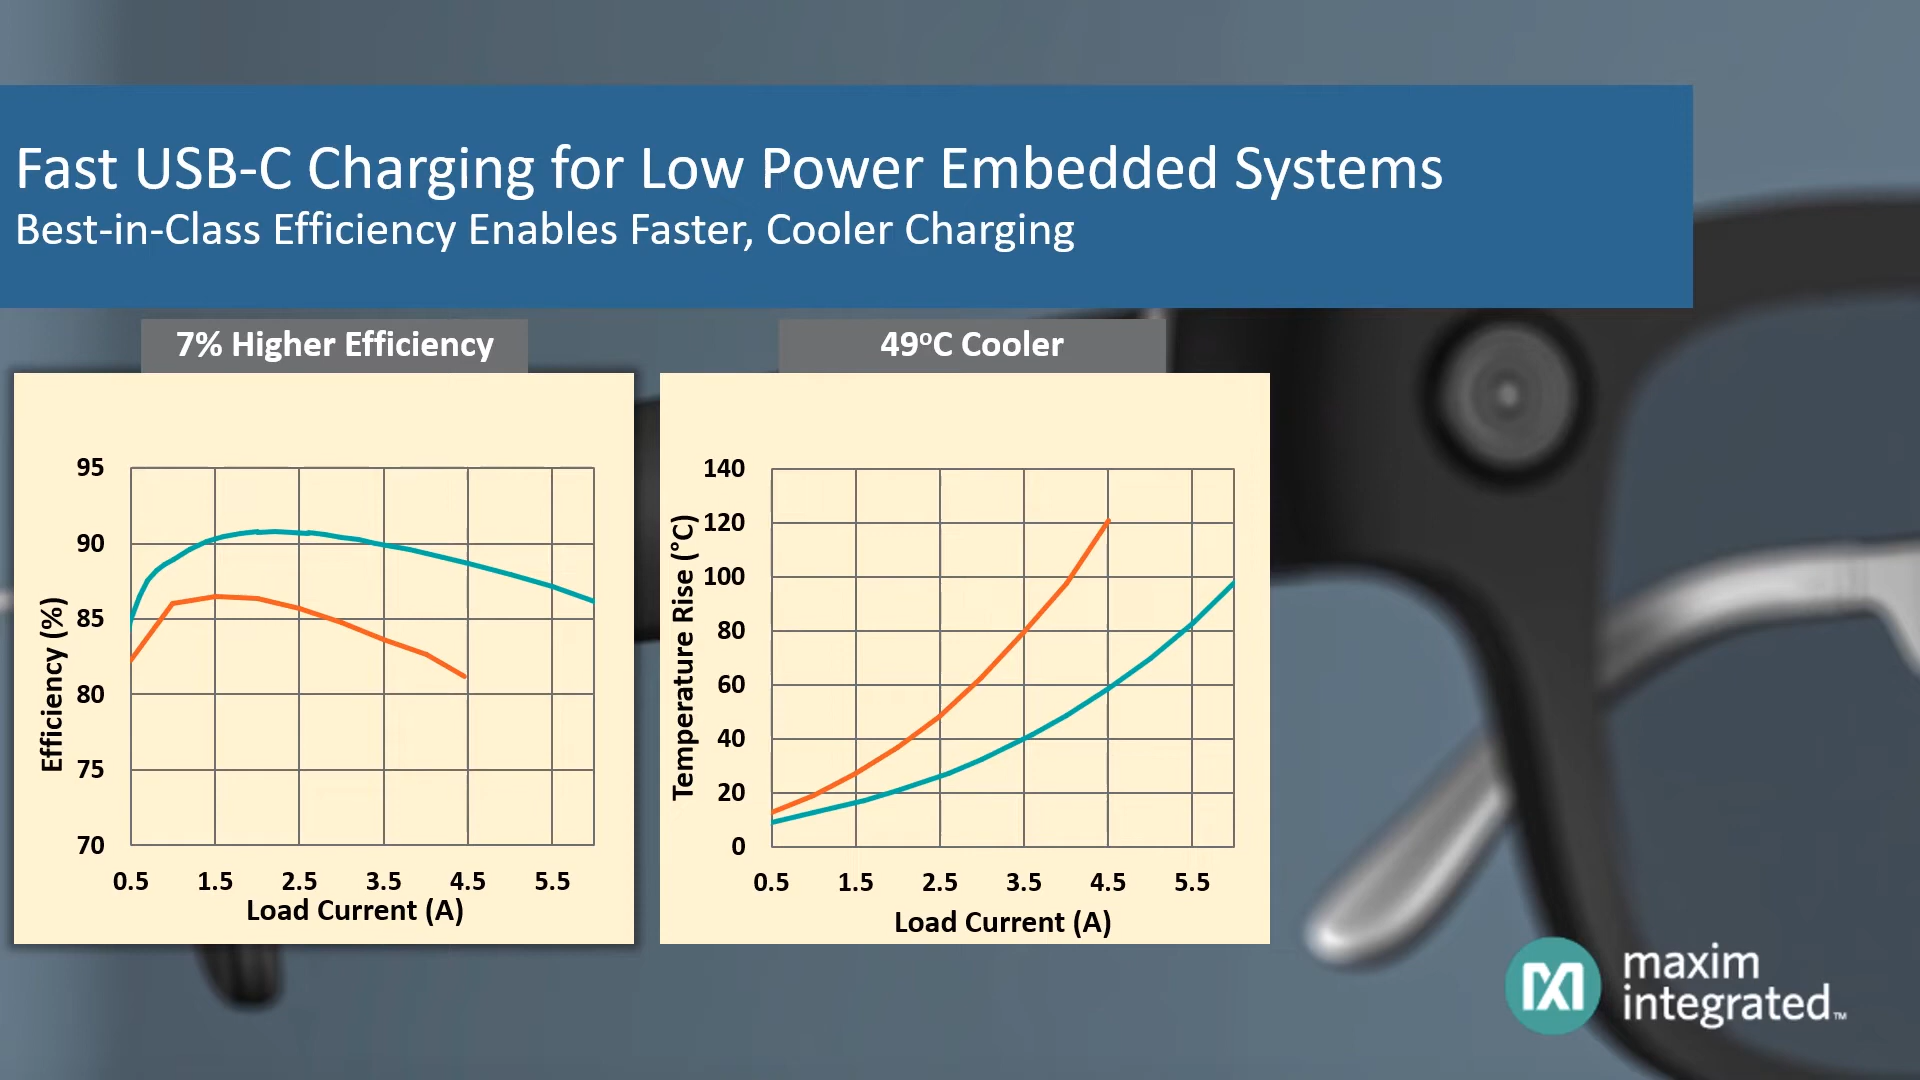 Fast USB-C Charging for Low Power Embedded Systems
Best-in-Class Efficiency Enables Faster, Cooler Charging
7% Higher Efficiency
95
90
85
80
75
70
Efficiency (%)
0.5 1.5 2.5 3.5 4.5 5.5
Load Current (A)
49°C Cooler
140
120
100
80
60
40
20
0
Temperature Rise (°C)
0.5 1.5 2.5 3.5 4.5 5.5
Load Current (A)
maxim
integrated™